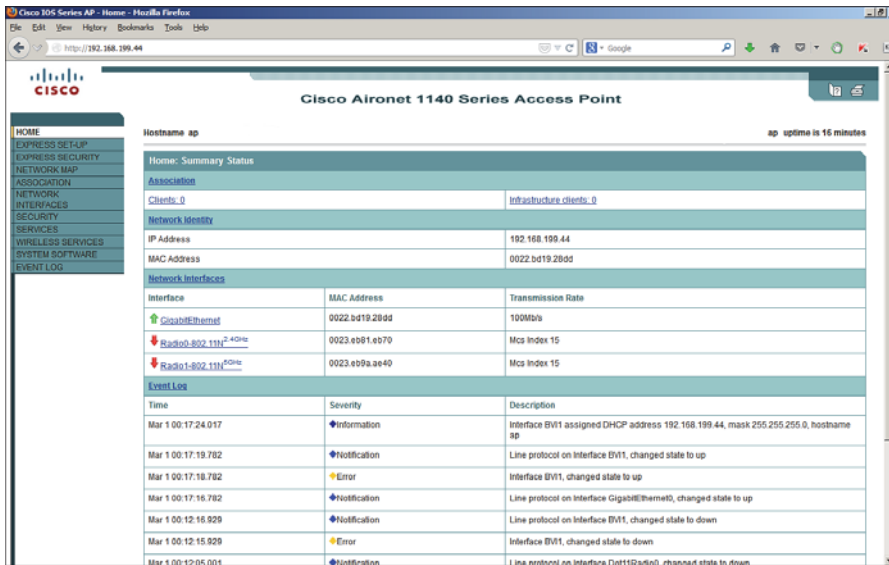 Cisco IOS Series AP - Home - Mozilla Firefox
File Edit View History Bookmarks Tools Help
http://192.168.199.44
Google
CISCO
Cisco Aironet 1140 Series Access Point
HOME
EXPRESS SET-UP
EXPRESS SECURITY
NETWORK MAP
ASSOCIATION
NETWORK
INTERFACES
SECURITY
SERVICES
WIRELESS SERVICES
SYSTEM SOFTWARE
EVENT LOG
Hostname ap
ap uptime is 16 minutes
Home: Summary Status
Association
Clients: 0 Infrastructure clients: 0
Network Identity
IP Address 192.168.199.44
MAC Address 0022.bd19.28dd
Network Interfaces
Interface MAC Address Transmission Rate
GigabitEthernet 0022.bd19.28dd 100Mb/s
Radio0-802.11N2.4GHz 0023.eb81.eb70 Mcs Index 15
Radio1-802.11N5GHz 0023.eb9a.ae40 Mcs Index 15
Event Log
Time Severity Description
Mar 1 00:17:24.017 Information Interface BVI1 assigned DHCP address 192.168.199.44, mask 255.255.255.0, hostname
ap
Mar 1 00:17:19.782 Notification Line protocol on Interface BVI1, changed state to up
Mar 1 00:17:18.782 Error Interface BVI1, changed state to up
Mar 1 00:17:16.782 Notification Line protocol on Interface GigabitEthernet0, changed state to up
Mar 1 00:12:16.929 Notification Line protocol on Interface BVI1, changed state to down
Mar 1 00:12:15.929 Error Interface BVI1, changed state to down
Mar 1 00:12:05.001 Notification Line protocol on Interface Dot11Radio0, changed state to down